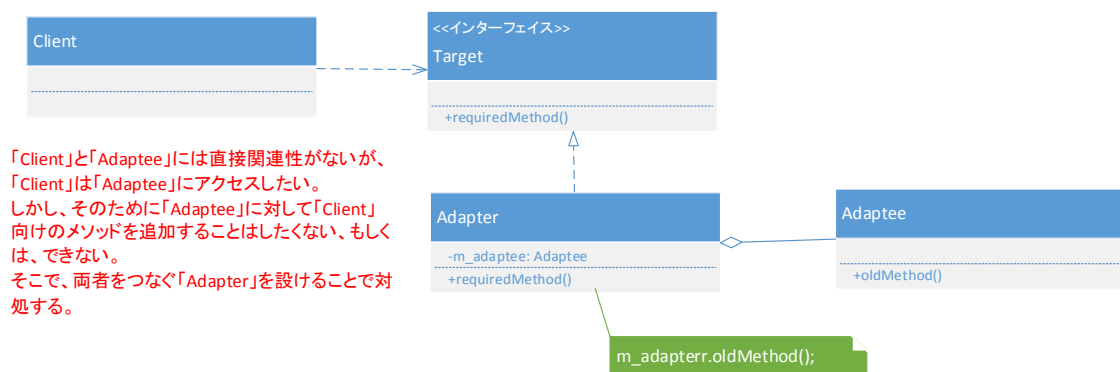 Client
<<インターフェイス>>
Target
+requiredMethod()
「Client」と「Adaptee」には直接関連性がないが、
「Client」は「Adaptee」にアクセスしたい。
しかし、そのために「Adaptee」に対して「Client」
向けのメソッドを追加することはしたくない、もしく
は、できない。
そこで、両者をつなぐ「Adapter」を設けることで対
処する。
Adapter
-m_adaptee: Adaptee
+requiredMethod()
Adaptee
+oldMethod()
m_adapterr.oldMethod();